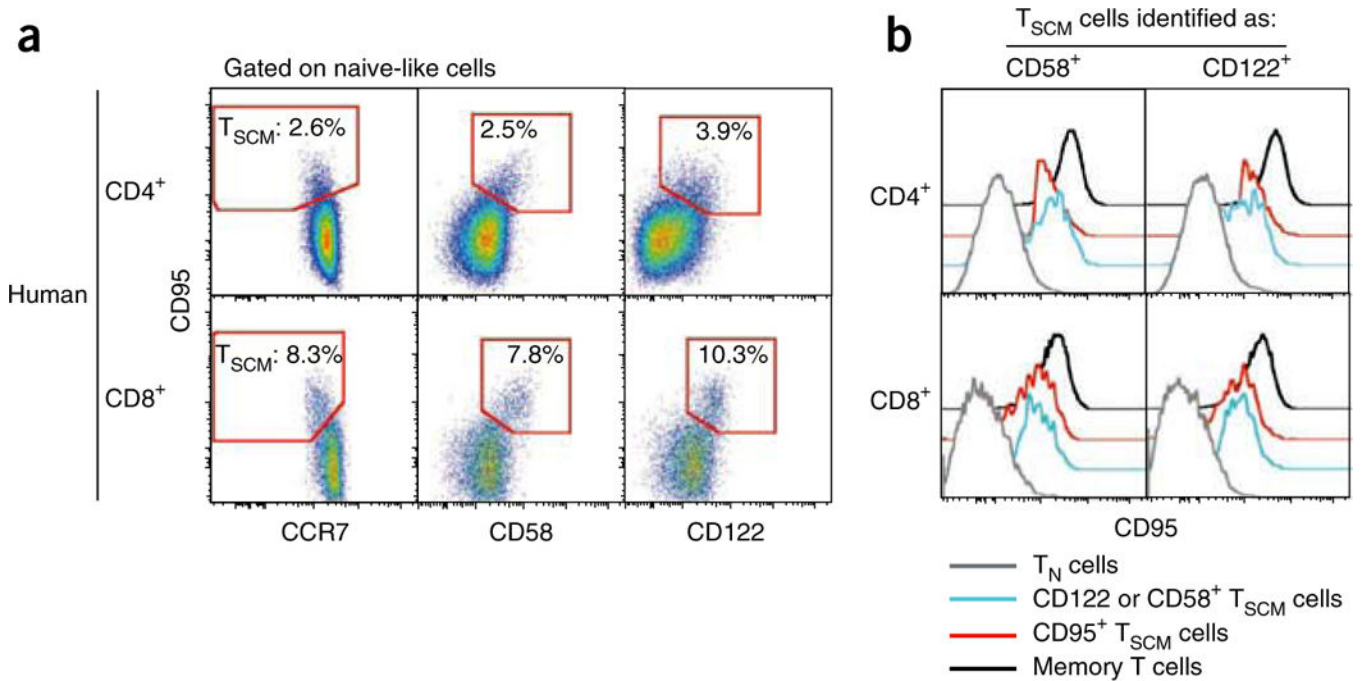 a
Gated on naive-like cells
Human
CD4+
CD8+
CD95
TSCM: 2.6%
2.5%
3.9%
TSCM: 8.3%
7.8%
10.3%
CCR7
CD58
CD122
b
TSCM cells identified as:
CD58+
CD122+
CD4+
CD8+
CD95
TN cells
CD122 or CD58+ TSCM cells
CD95+ TSCM cells
Memory T cells